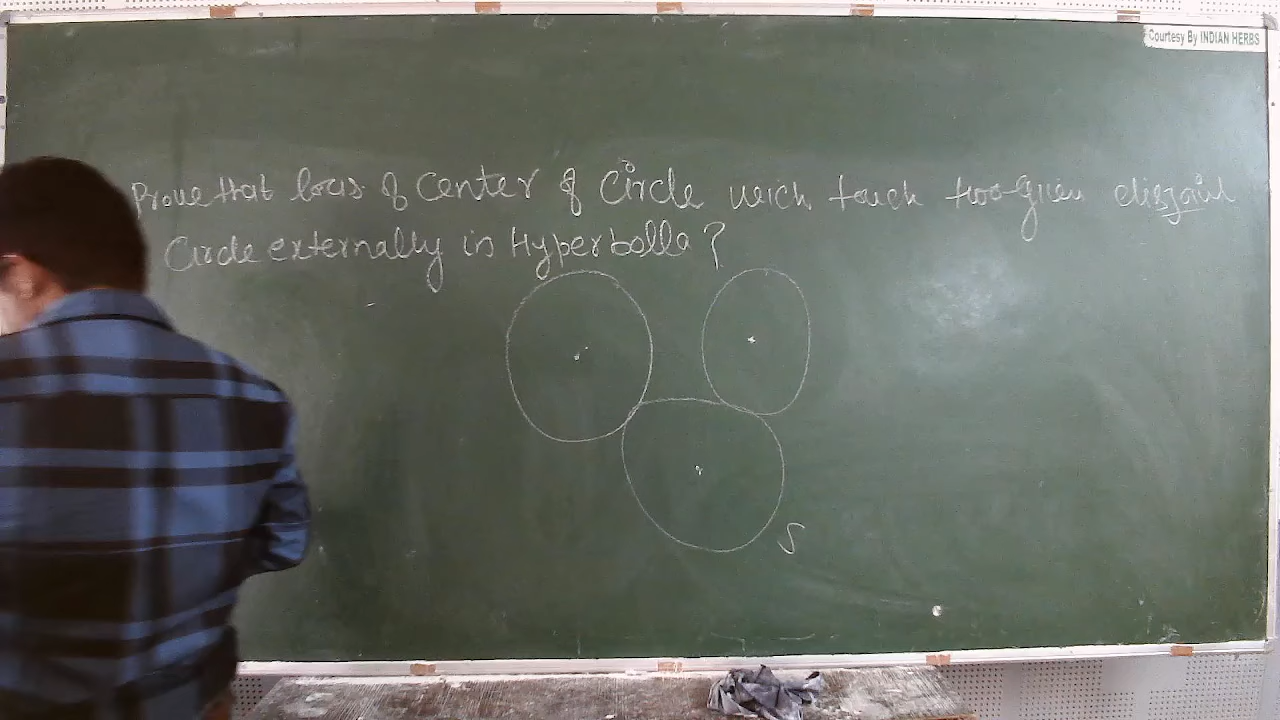 Courtesy By INDIAN HERBS
Prove that locus of Center of Circle wich touch two given disjoint
Circle externally is Hyperbolla ?
S